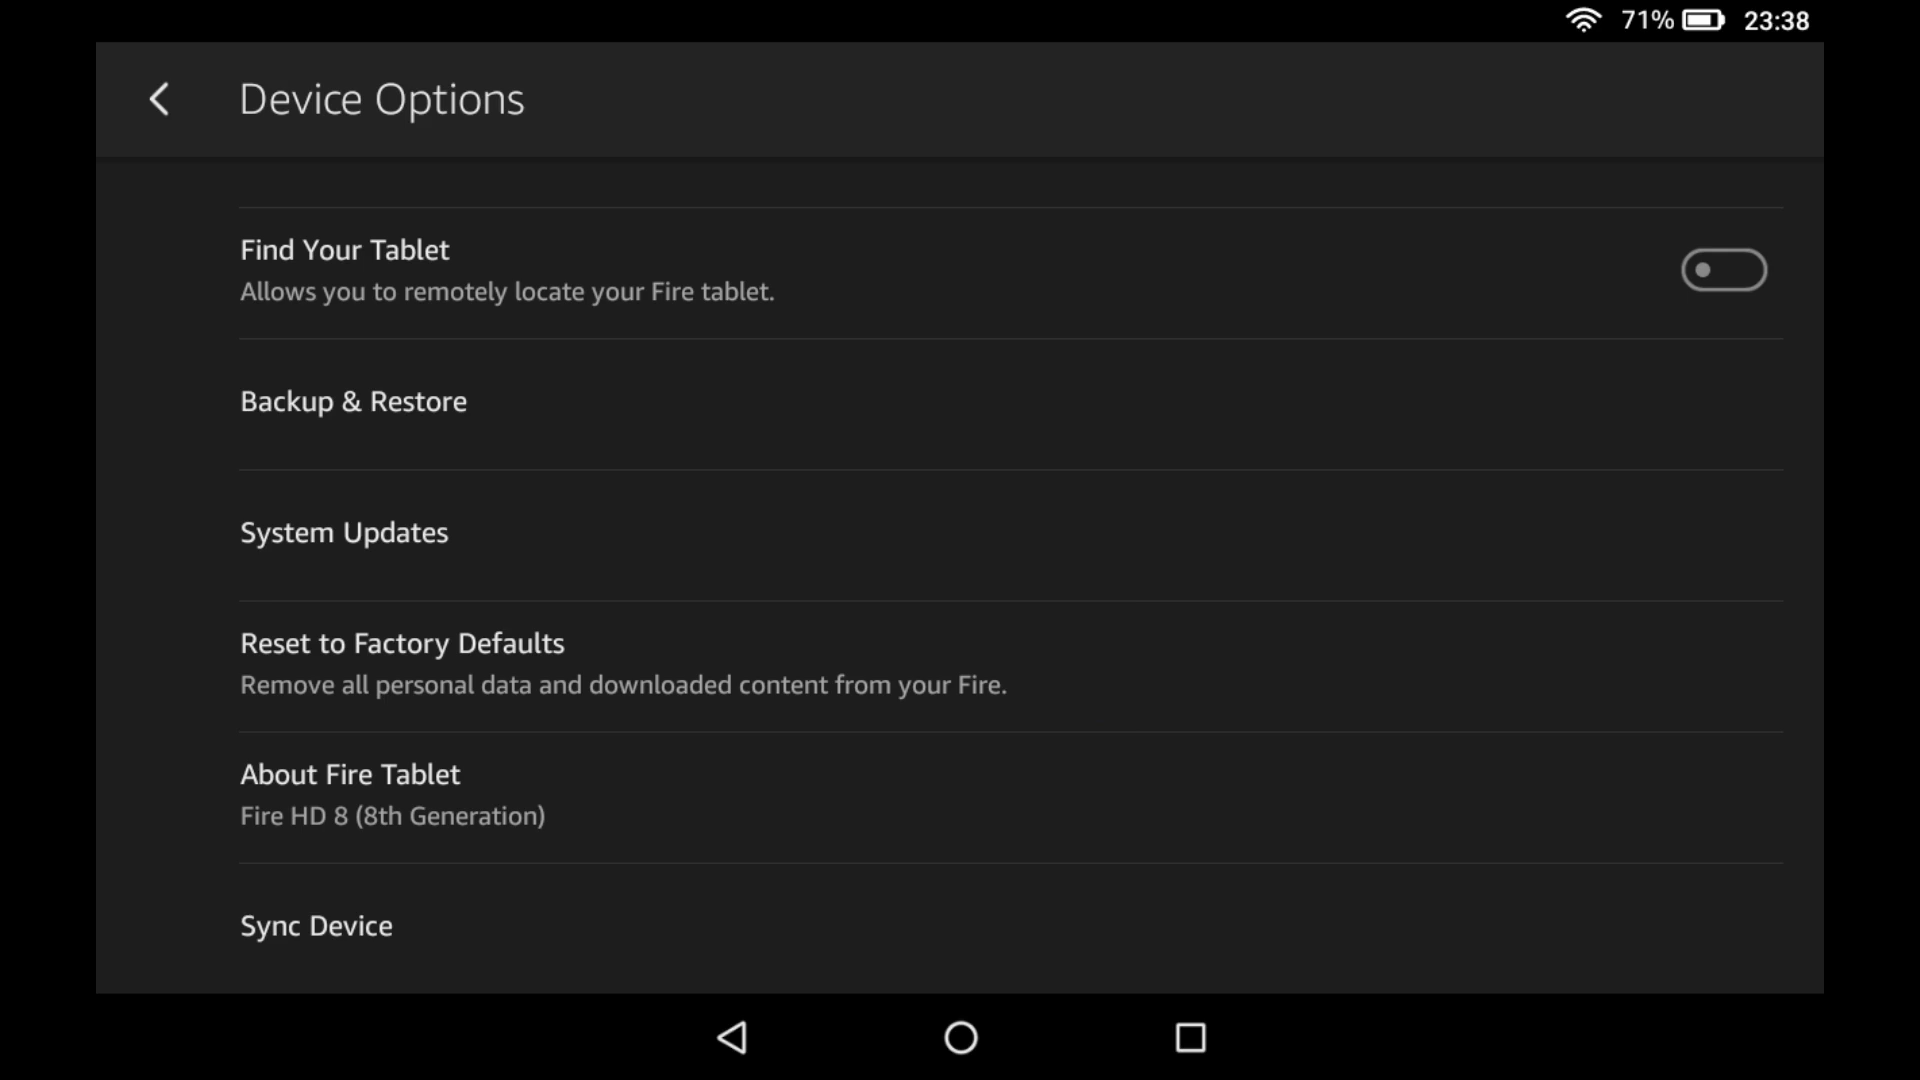 71% 23:38
Device Options
Find Your Tablet
Allows you to remotely locate your Fire tablet.
Backup & Restore
System Updates
Reset to Factory Defaults
Remove all personal data and downloaded content from your Fire.
About Fire Tablet
Fire HD 8 (8th Generation)
Sync Device